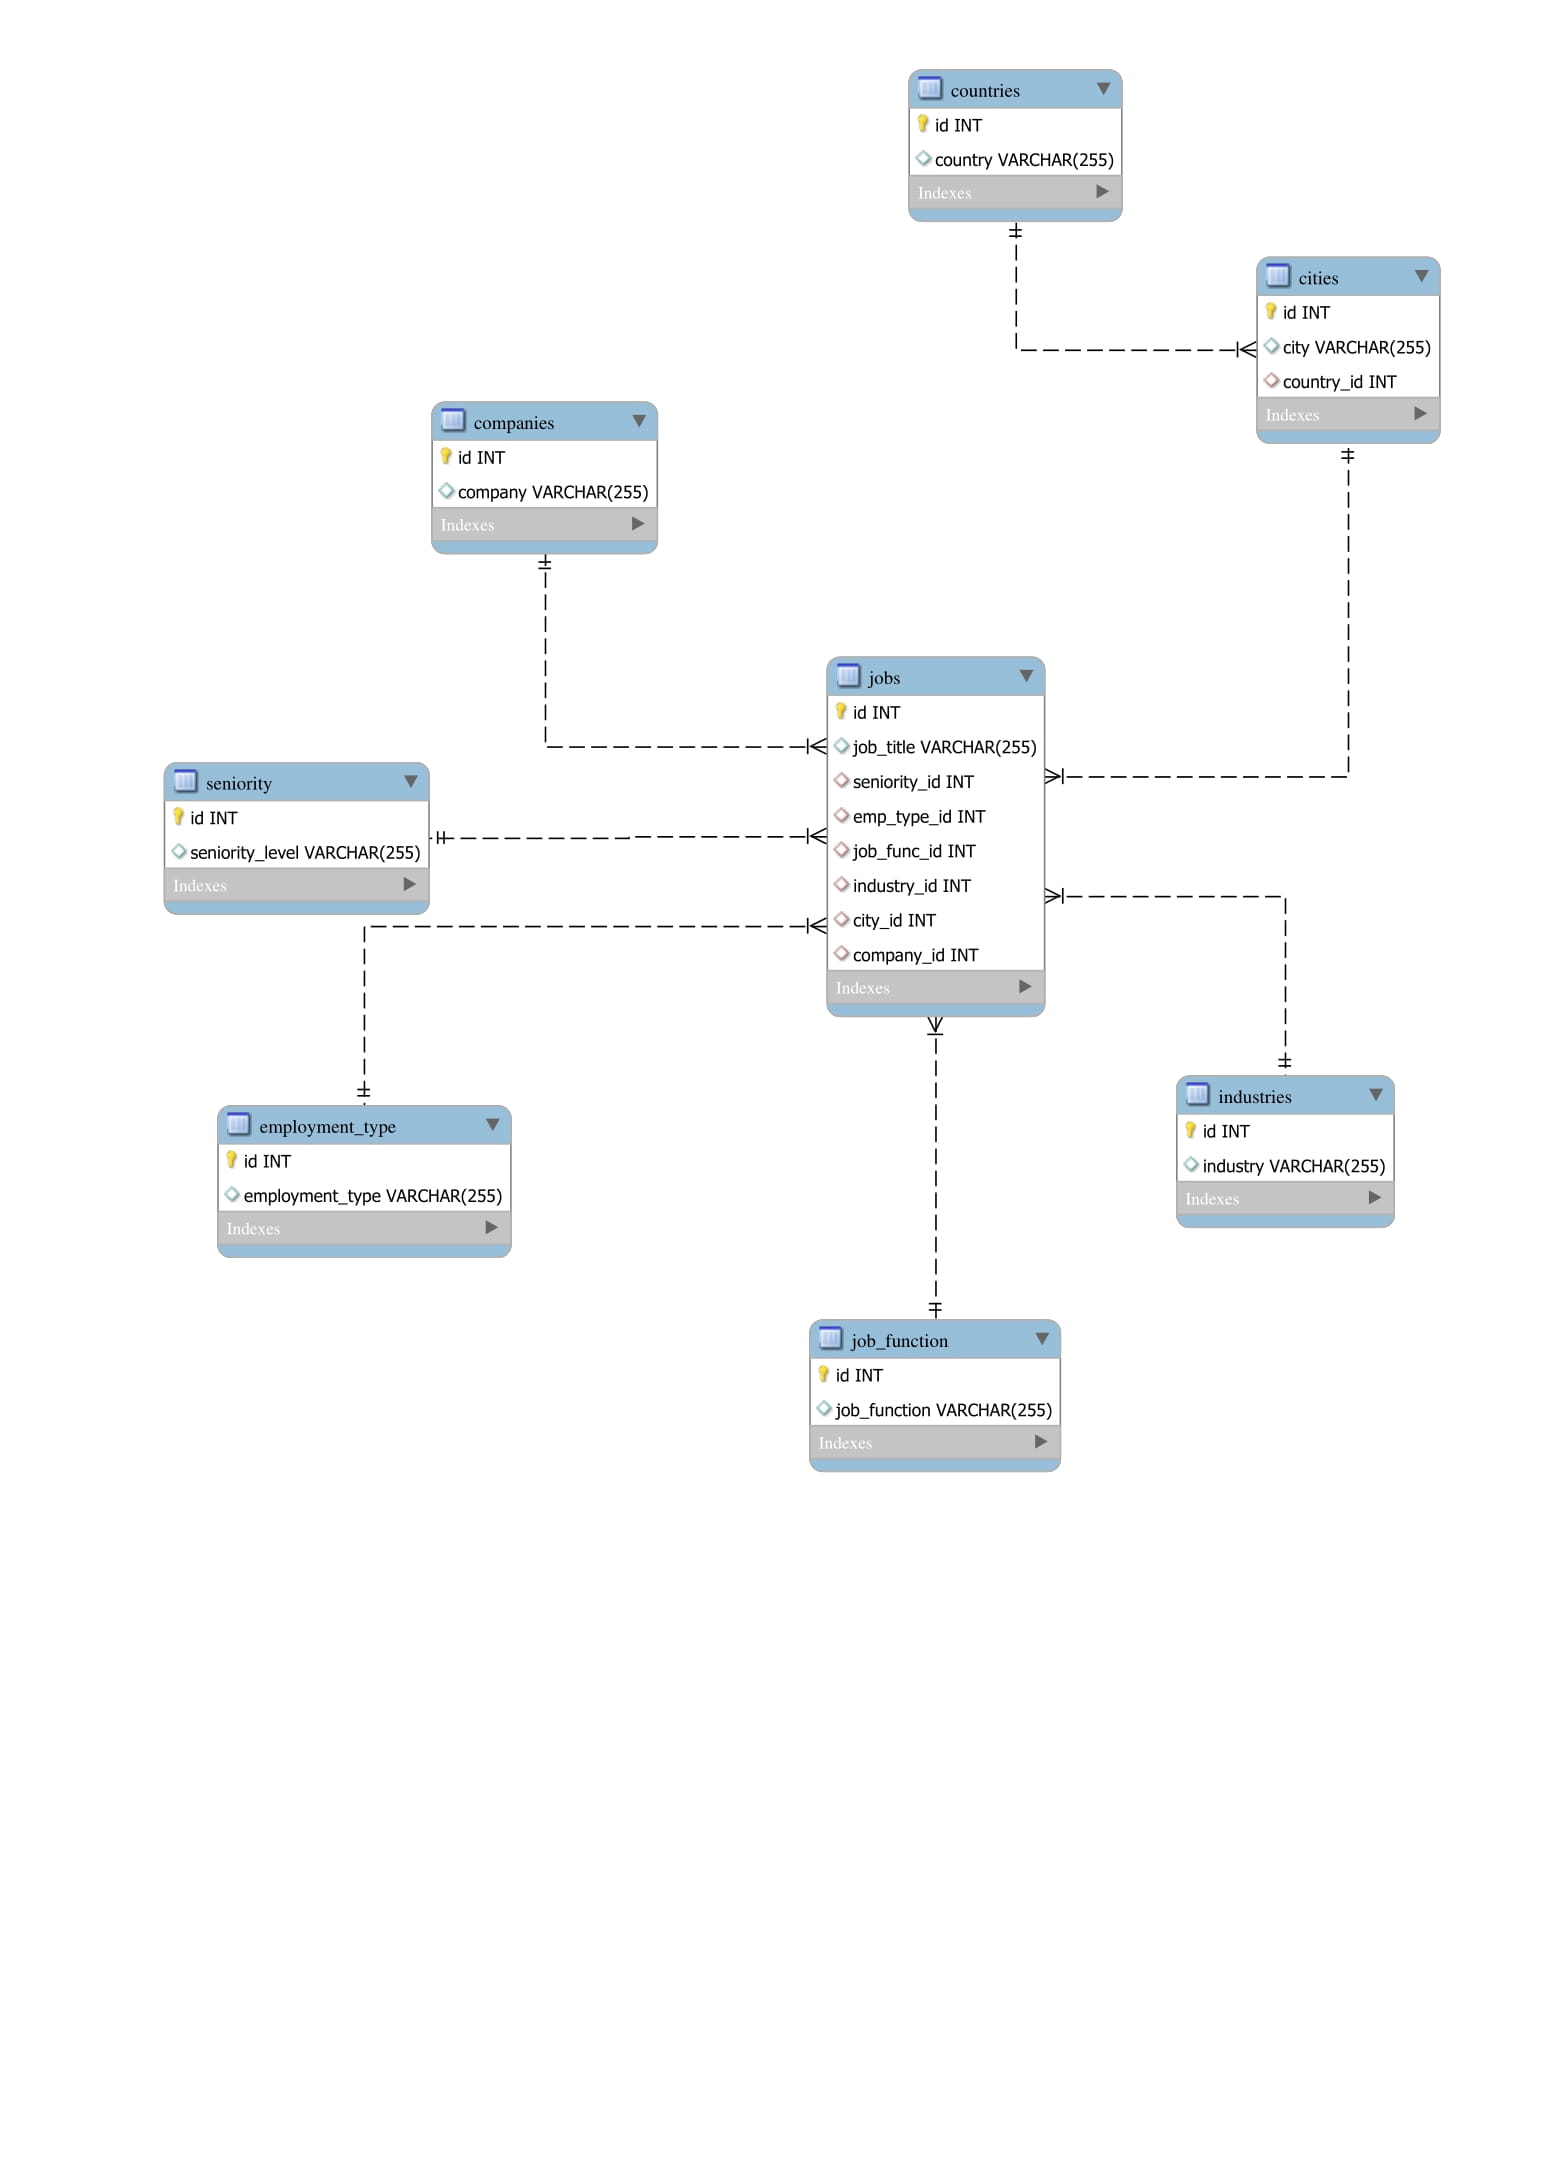 countries
id INT
country VARCHAR(255)
Indexes
cities
id INT
city VARCHAR(255)
country_id INT
Indexes
companies
id INT
company VARCHAR(255)
Indexes
jobs
id INT
job_title VARCHAR(255)
seniority_id INT
emp_type_id INT
job_func_id INT
industry_id INT
city_id INT
company_id INT
Indexes
seniority
id INT
seniority_level VARCHAR(255)
Indexes
employment_type
id INT
employment_type VARCHAR(255)
Indexes
industries
id INT
industry VARCHAR(255)
Indexes
job_function
id INT
job_function VARCHAR(255)
Indexes